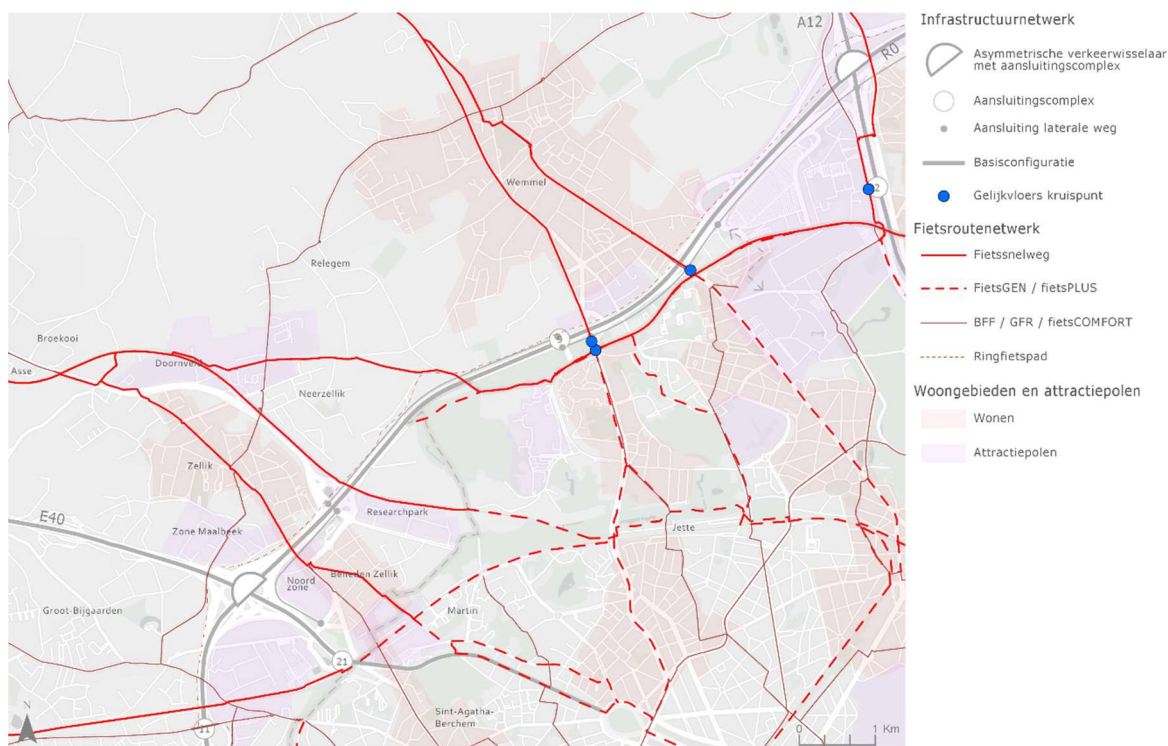 A12
R0
2
Wemmel
Relegem
9
Broekooi
Asse
Doornveld
Neerzellik
Zellik
E40
Zone Maalbeek
Researchpark
Jette
Noord
zone
Beneden Zellik
Groot-Bijgaarden
Martin
21
Sint-Agatha-
Berchem
11
N
0
1 Km
Infrastructuurnetwerk
Asymmetrische verkeerwisselaar
met aansluitingscomplex
Aansluitingscomplex
Aansluiting laterale weg
Basisconfiguratie
Gelijkvloers kruispunt
Fietsroutenetwerk
Fietssnelweg
FietsGEN / fietsPLUS
BFF / GFR / fietsCOMFORT
Ringfietspad
Woongebieden en attractiepolen
Wonen
Attractiepolen